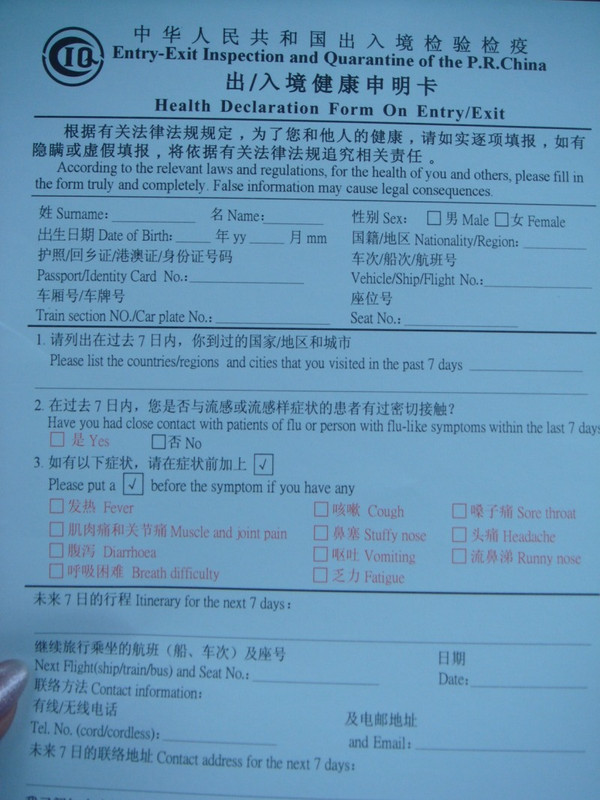 CIQ
中华人民共和国出入境检验检疫
Entry-Exit Inspection and Quarantine of the P.R.China
出/入境健康申明卡
Health Declaration Form On Entry/Exit
根据有关法律法规规定，为了您和他人的健康，请如实逐项填报，如有
隐瞒或虚假填报，将依据有关法律法规追究相关责任。
According to the relevant laws and regulations, for the health of you and others, please fill in
the form truly and completely. False information may cause legal consequences.
姓 Surname: 名 Name: 性别 Sex: □ 男 Male □ 女 Female
出生日期 Date of Birth: 年 yy 月 mm 国籍/地区 Nationality/Region:
护照/回乡证/港澳证/身份证号码 车次/船次/航班号
Passport/Identity Card No.: Vehicle/Ship/Flight No.:
车厢号/车牌号 座位号
Train section NO./Car plate No.: Seat No.:
1. 请列出在过去7日内，你到过的国家/地区和城市
Please list the countries/regions and cities that you visited in the past 7 days
2. 在过去7日内，您是否与流感或流感样症状的患者有过密切接触？
Have you had close contact with patients of flu or person with flu-like symptoms within the last 7 days
□ 是 Yes □ 否 No
3. 如有以下症状，请在症状前加上 √
Please put a √ before the symptom if you have any
□ 发热 Fever □ 咳嗽 Cough □ 嗓子痛 Sore throat
□ 肌肉痛和关节痛 Muscle and joint pain □ 鼻塞 Stuffy nose □ 头痛 Headache
□ 腹泻 Diarrhoea □ 呕吐 Vomiting □ 流鼻涕 Runny nose
□ 呼吸困难 Breath difficulty □ 乏力 Fatigue
未来7日的行程 Itinerary for the next 7 days:
继续旅行乘坐的航班（船、车次）及座号 日期
Next Flight(ship/train/bus) and Seat No.: Date:
联络方法 Contact information:
有线/无线电话 及电邮地址
Tel. No. (cord/cordless): and Email:
未来7日的联络地址 Contact address for the next 7 days: